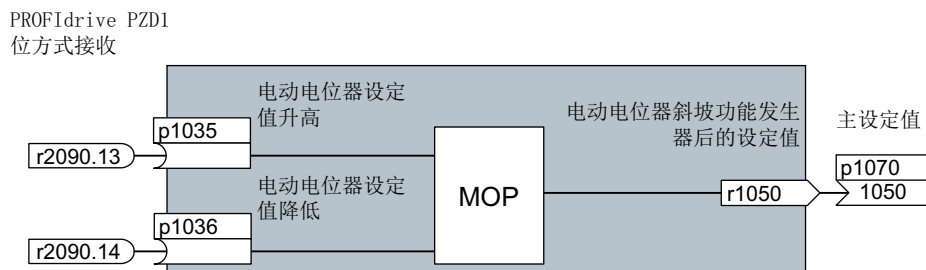 PROFIdrive PZD1
位方式接收
电动电位器设定
值升高
电动电位器斜坡功能发生
器后的设定值
主设定值
p1035
r2090.13
p1070
MOP
r1050
1050
电动电位器设定
值降低
p1036
r2090.14